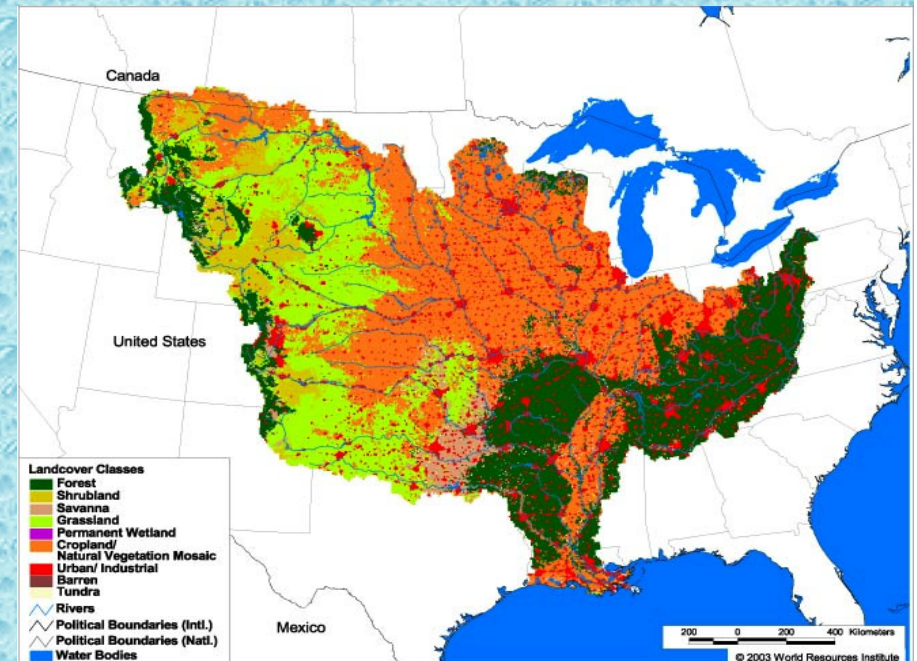 Canada
United States
Landcover Classes
Forest
Shrubland
Savanna
Grassland
Permanent Wetland
Cropland/
Natural Vegetation Mosaic
Urban/ Industrial
Barren
Tundra
Rivers
Political Boundaries (Intl.)
Political Boundaries (Natl.)
Water Bodies
Mexico
200 0 200 400 Kilometers
© 2003 World Resources Institute